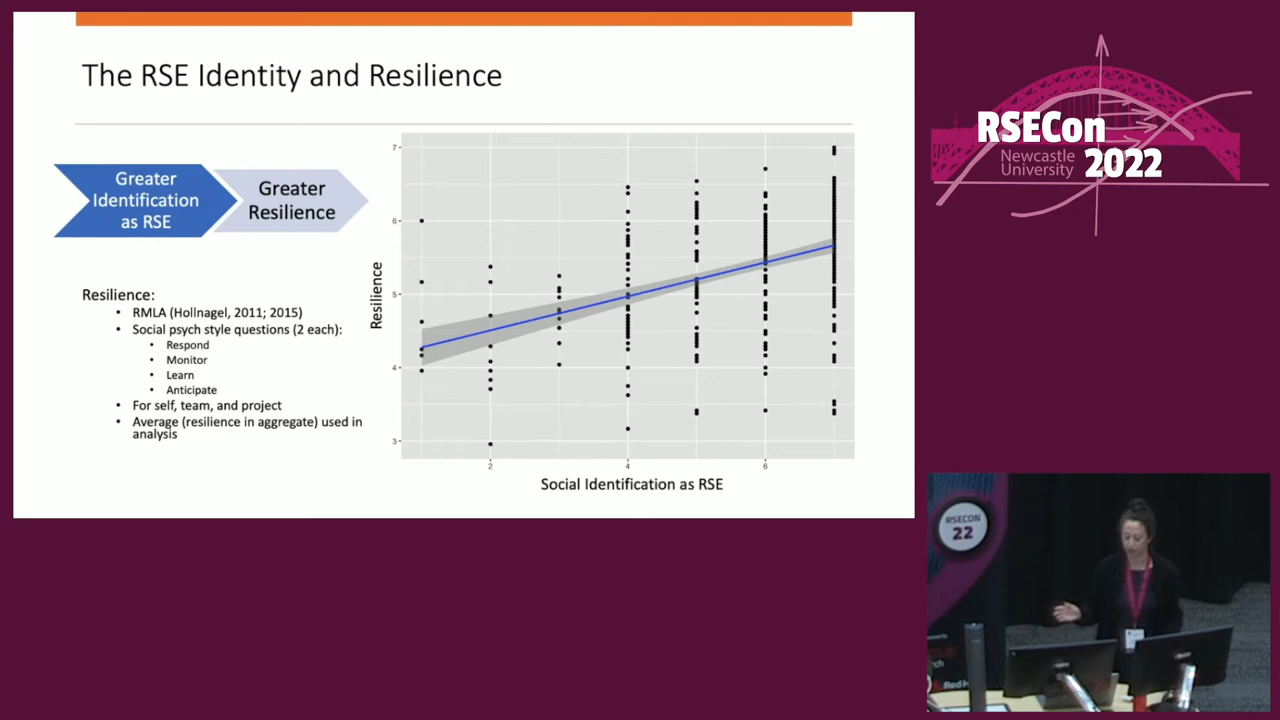 The RSE Identity and Resilience
Greater
Identification
as RSE
Greater
Resilience
Resilience:
• RMLA (Hollnagel, 2011; 2015)
• Social psych style questions (2 each):
• Respond
• Monitor
• Learn
• Anticipate
• For self, team, and project
• Average (resilience in aggregate) used in
analysis
Resilience
7
6
5
4
3
2
4
6
Social Identification as RSE
RSECon
Newcastle
University
2022
RSECON
22
Red H